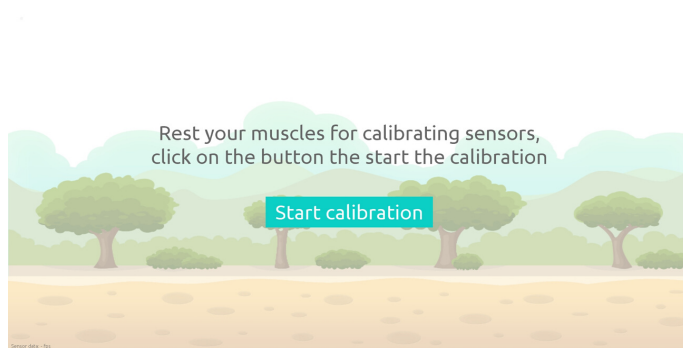 Rest your muscles for calibrating sensors,
click on the button the start the calibration
Start calibration